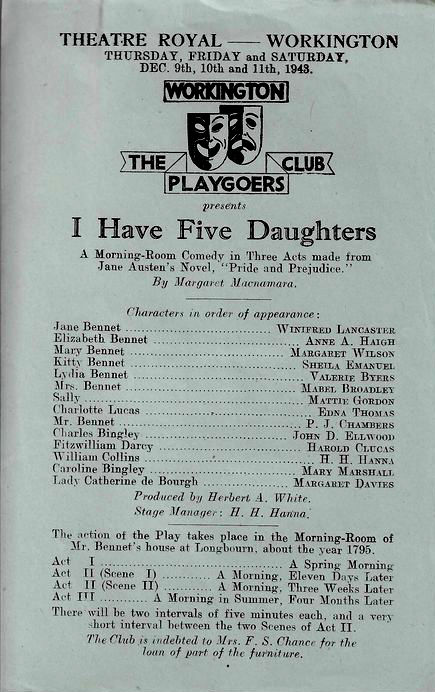 THEATRE ROYAL — WORKINGTON
THURSDAY, FRIDAY and SATURDAY,
DEC. 9th, 10th and 11th, 1943.
WORKINGTON
THE CLUB
PLAYGOERS
presents
I Have Five Daughters
A Morning-Room Comedy in Three Acts made from
Jane Austen's Novel, "Pride and Prejudice."
By Margaret Macnamara.
Characters in order of appearance:
Jane Bennet ........ WINIFRED LANCASTER
Elizabeth Bennet ........ ANNE A. HAIGH
Mary Bennet ........ MARGARET WILSON
Kitty Bennet ........ SHEILA EMANUEL
Lydia Bennet ........ VALERIE BYERS
Mrs. Bennet ........ MABEL BROADLEY
Sally ........ MATTIE GORDON
Charlotte Lucas ........ EDNA THOMAS
Mr. Bennet ........ P. J. CHAMBERS
Charles Bingley ........ JOHN D. ELLWOOD
Fitzwilliam Darcy ........ HAROLD CLUCAS
William Collins ........ H. H. HANNA
Caroline Bingley ........ MARY MARSHALL
Lady Catherine de Bourgh ........ MARGARET DAVIES
Produced by Herbert A. White.
Stage Manager: H. H. Hanna.
The action of the Play takes place in the Morning-Room of
Mr. Bennet's house at Longbourn, about the year 1795.
Act I ........ A Spring Morning
Act II (Scene I) ........ A Morning, Eleven Days Later
Act II (Scene II) ........ A Morning, Three Weeks Later
Act III ........ A Morning in Summer, Four Months Later
There will be two intervals of five minutes each, and a very
short interval between the two Scenes of Act II.
The Club is indebted to Mrs. F. S. Chance for the
loan of part of the furniture.